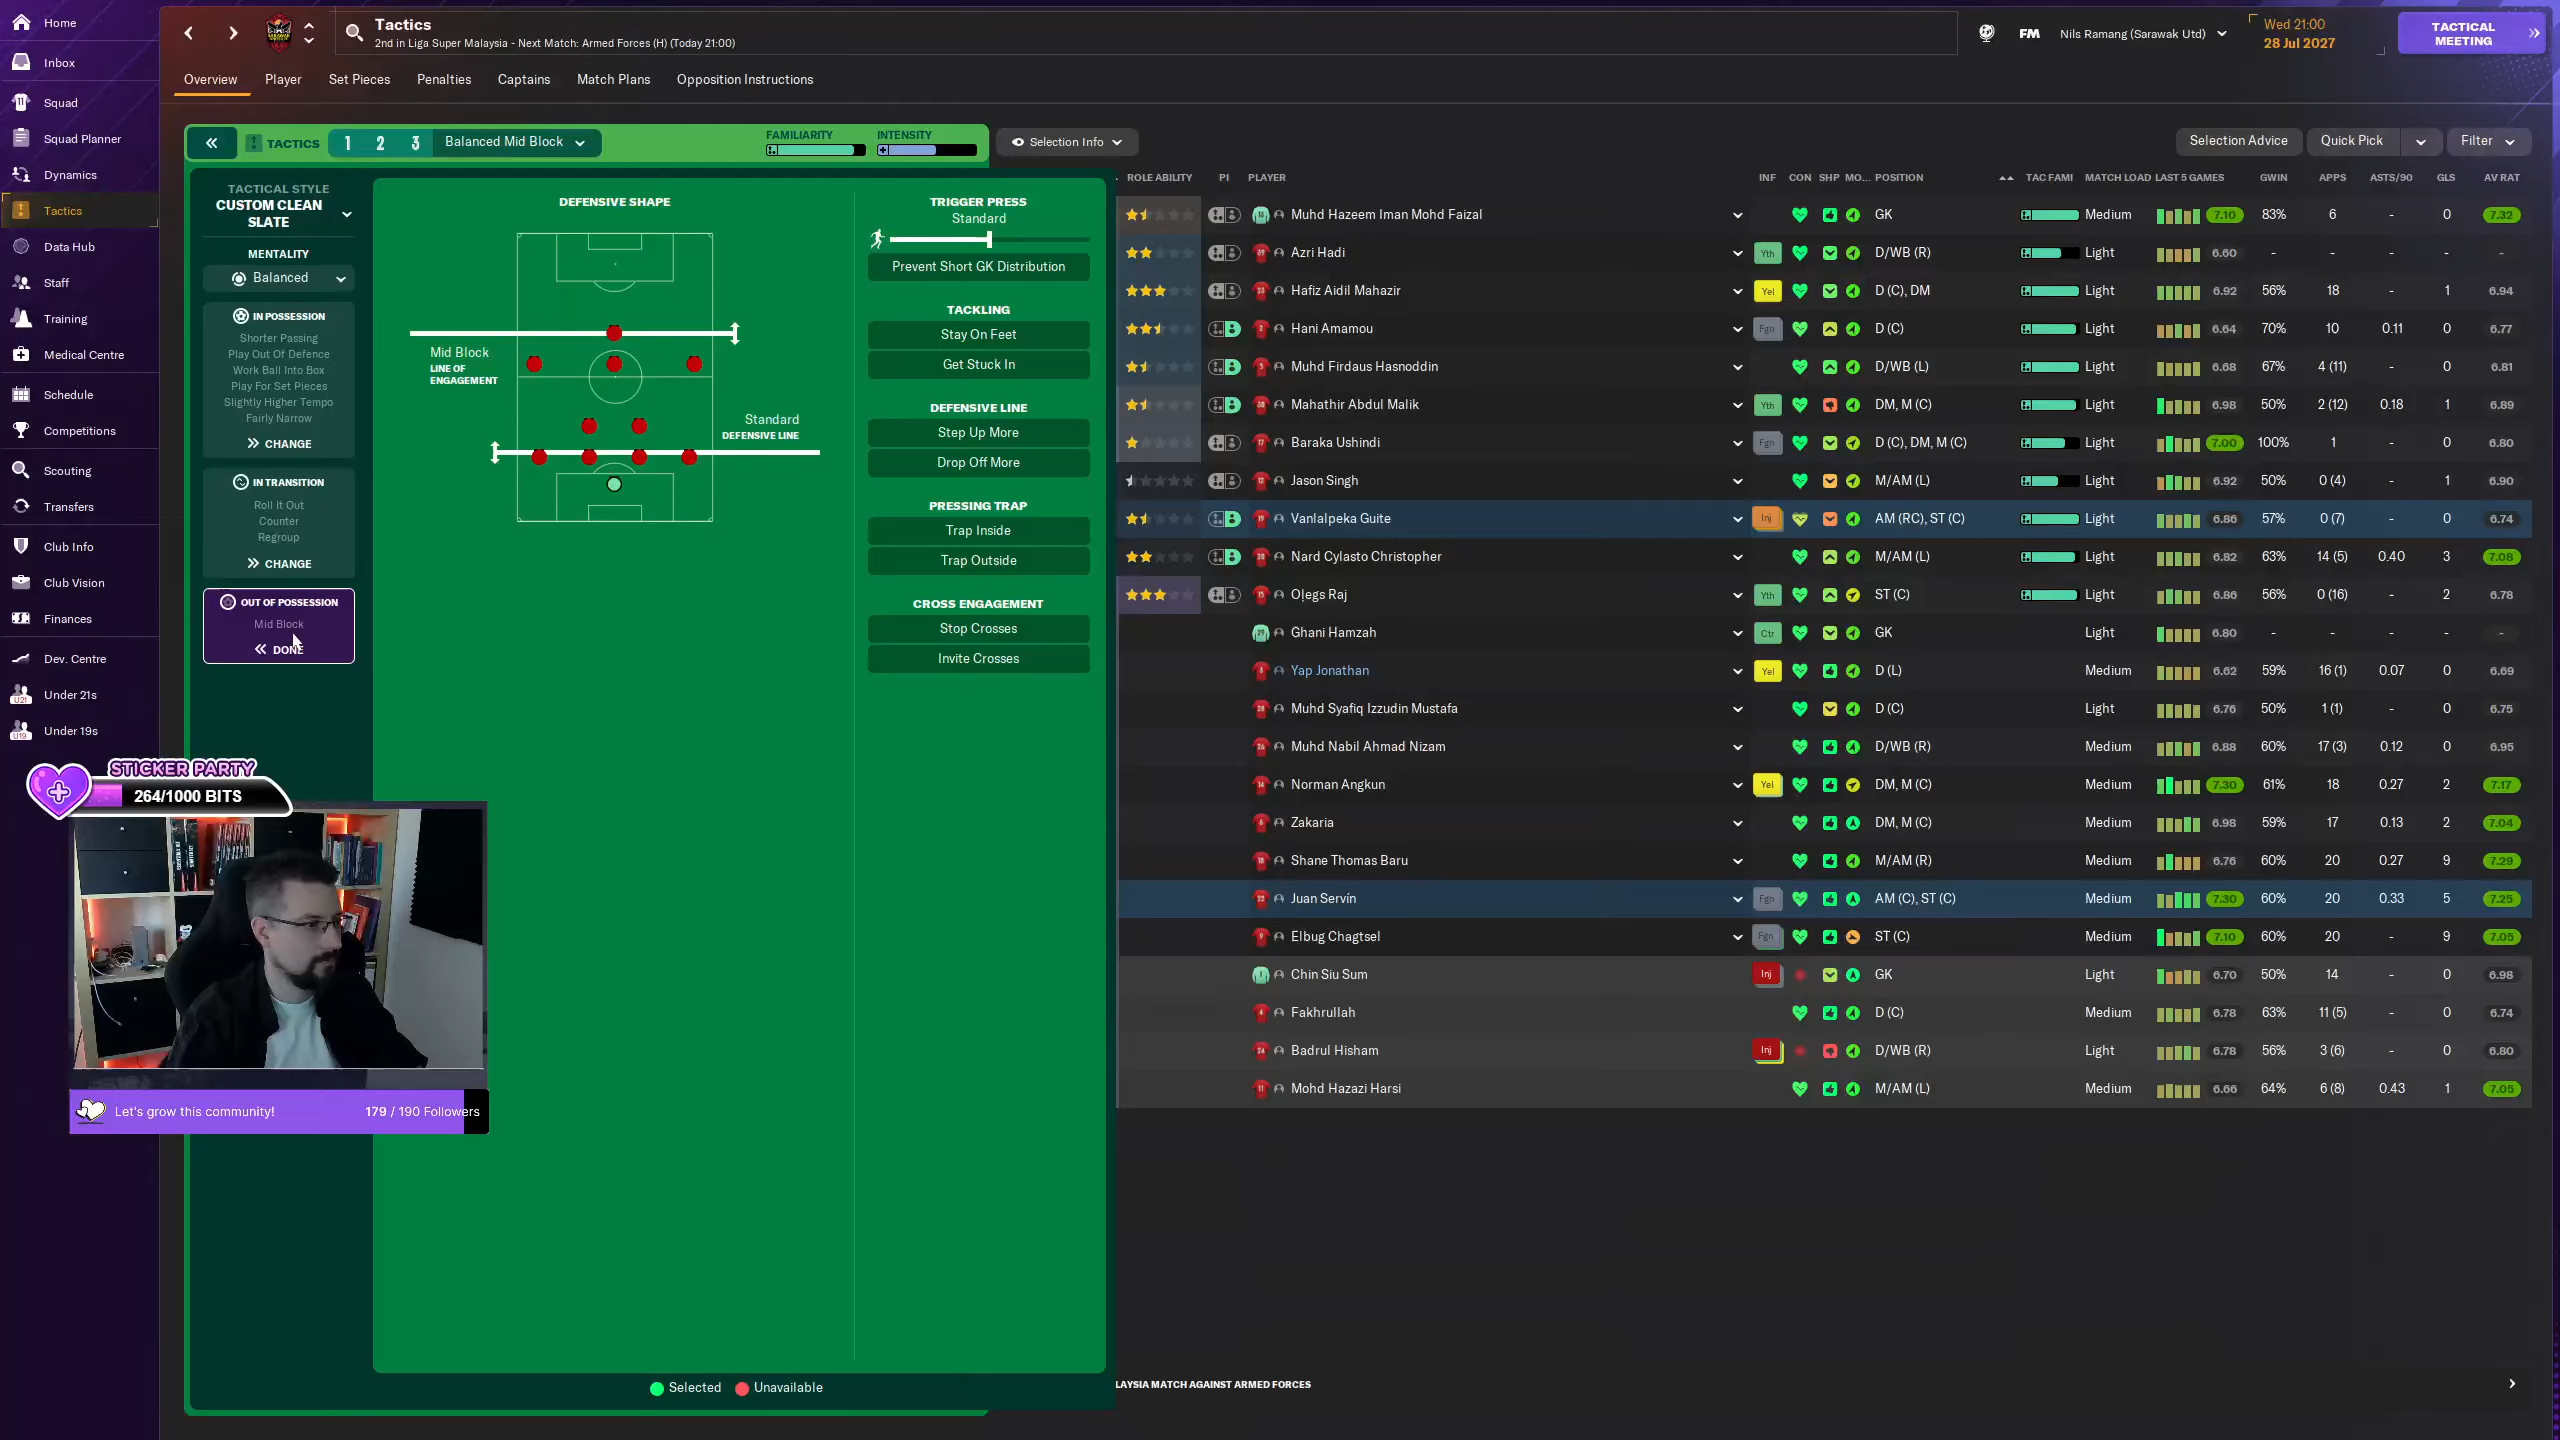 Home
Inbox
Squad
Squad Planner
Dynamics
Tactics
Data Hub
Staff
Training
Medical Centre
Schedule
Competitions
Scouting
Transfers
Club Info
Club Vision
Finances
Dev. Centre
Under 21s
Under 19s
Tactics
2nd in Liga Super Malaysia - Next Match: Armed Forces (H) (Today 21:00)
FM
Nils Ramang (Sarawak Utd)
Wed 21:00
28 Jul 2027
TACTICAL
MEETING
Overview Player Set Pieces Penalties Captains Match Plans Opposition Instructions
TACTICS 1 2 3 Balanced Mid Block
FAMILIARITY
INTENSITY
Selection Info
Selection Advice Quick Pick Filter
TACTICAL STYLE
CUSTOM CLEAN
SLATE
MENTALITY
Balanced
IN POSSESSION
Shorter Passing
Play Out Of Defence
Work Ball Into Box
Play For Set Pieces
Slightly Higher Tempo
Fairly Narrow
CHANGE
IN TRANSITION
Roll It Out
Counter
Regroup
CHANGE
OUT OF POSSESSION
Mid Block
DONE
DEFENSIVE SHAPE
Mid Block
LINE OF
ENGAGEMENT
Standard
DEFENSIVE LINE
TRIGGER PRESS
Standard
Prevent Short GK Distribution
TACKLING
Stay On Feet
Get Stuck In
DEFENSIVE LINE
Step Up More
Drop Off More
PRESSING TRAP
Trap Inside
Trap Outside
CROSS ENGAGEMENT
Stop Crosses
Invite Crosses
Selected Unavailable
ROLE ABILITY PI PLAYER INF CON SHP MO... POSITION TAC FAMI MATCH LOAD LAST 5 GAMES GWIN APPS ASTS/90 GLS AV RAT
Muhd Hazeem Iman Mohd Faizal GK Medium 7.10 83% 6 - 0 7.32
Azri Hadi Yth D/WB (R) Light 6.60 - - - - -
Hafiz Aidil Mahazir Yel D (C), DM Light 6.92 56% 18 - 1 6.94
Hani Amamou Fgn D (C) Light 6.64 70% 10 0.11 0 6.77
Muhd Firdaus Hasnoddin D/WB (L) Light 6.68 67% 4 (11) - 0 6.81
Mahathir Abdul Malik Yth DM, M (C) Light 6.98 50% 2 (12) 0.18 1 6.89
Baraka Ushindi Fgn D (C), DM, M (C) Light 7.00 100% 1 - 0 6.80
Jason Singh M/AM (L) Light 6.92 50% 0 (4) - 1 6.90
Vanlalpeka Guite Inj AM (RC), ST (C) Light 6.86 57% 0 (7) - 0 6.74
Nard Cylasto Christopher M/AM (L) Light 6.82 63% 14 (5) 0.40 3 7.08
Oļegs Raj Yth ST (C) Light 6.86 56% 0 (16) - 2 6.78
Ghani Hamzah Ctr GK Light 6.80 - - - 0 -
Yap Jonathan Yel D (L) Medium 6.62 59% 16 (1) 0.07 0 6.69
Muhd Syafiq Izzudin Mustafa D (C) Light 6.76 50% 1 (1) - 0 6.75
Muhd Nabil Ahmad Nizam D/WB (R) Medium 6.88 60% 17 (3) 0.12 0 6.95
Norman Angkun Yel DM, M (C) Medium 7.30 61% 18 0.27 2 7.17
Zakaria DM, M (C) Medium 6.98 59% 17 0.13 2 7.04
Shane Thomas Baru M/AM (R) Medium 6.76 60% 20 0.27 9 7.29
Juan Servín Fgn AM (C), ST (C) Medium 7.30 60% 20 0.33 5 7.25
Elbug Chagtsel Fgn ST (C) Medium 7.10 60% 20 - 9 7.05
Chin Siu Sum Inj GK Light 6.70 50% 14 - 0 6.98
Fakhrullah D (C) Medium 6.78 63% 11 (5) - 0 6.74
Badrul Hisham Inj D/WB (R) Light 6.78 56% 3 (6) - 0 6.80
Mohd Hazazi Harsi M/AM (L) Medium 6.66 64% 6 (8) 0.43 1 7.05
LAYSIA MATCH AGAINST ARMED FORCES
STICKER PARTY
264/1000 BITS
Let's grow this community! 179 / 190 Followers